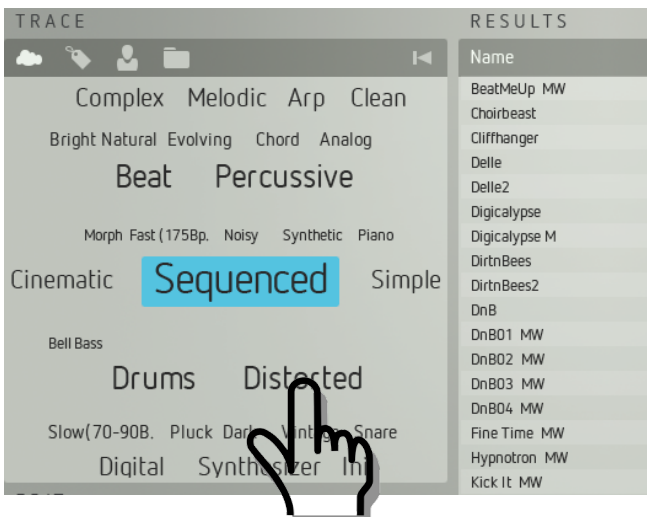 TRACE
RESULTS
Name
Complex Melodic Arp Clean
Bright Natural Evolving Chord Analog
Beat Percussive
Morph Fast (175Bp. Noisy Synthetic Piano
Cinematic Sequenced Simple
Bell Bass
Drums Distorted
Slow(70-90B. Pluck Dark Vintage Snare
Digital Synthesizer
BeatMeUp MW
Choirbeast
Cliffhanger
Delle
Delle2
Digicalypse
Digicalypse M
DirtnBees
DirtnBees2
DnB
DnB01 MW
DnB02 MW
DnB03 MW
DnB04 MW
Fine Time MW
Hypnotron MW
Kick It MW